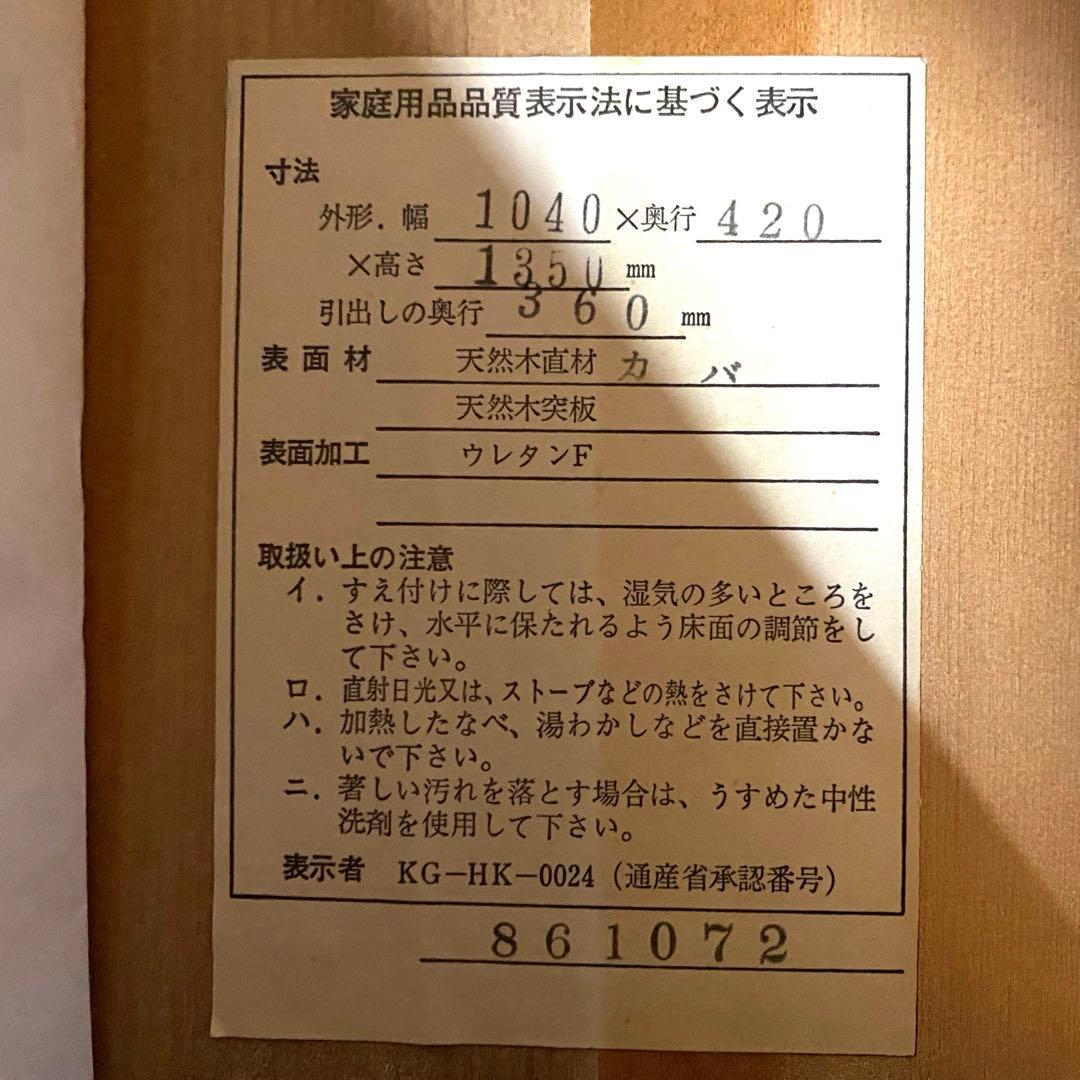 家庭用品品質表示法に基づく表示
寸法
外形．幅 1040 ×奥行 420
×高さ 1350 mm
引出しの奥行 360 mm
表面材 天然木直材 カバ
天然木突板
表面加工 ウレタンF
取扱い上の注意
イ．すえ付けに際しては、湿気の多いところを
さけ、水平に保たれるよう床面の調節をし
て下さい。
ロ．直射日光又は、ストーブなどの熱をさけて下さい。
ハ．加熱したなべ、湯わかしなどを直接置かな
いで下さい。
ニ．著しい汚れを落とす場合は、うすめた中性
洗剤を使用して下さい。
表示者 KG－HK－0024（通産省承認番号）
861072